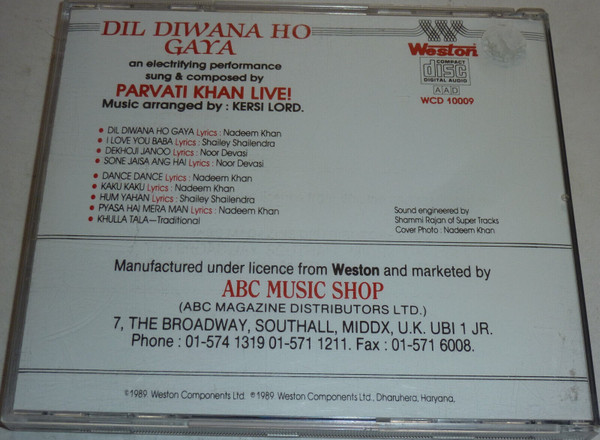 DIL DIWANA HO
GAYA
an electrifying performance
sung & composed by
PARVATI KHAN LIVE!
Music arranged by : KERSI LORD.
Weston
COMPACT
disc
DIGITAL AUDIO
AAD
WCD 10009
• DIL DIWANA HO GAYA Lyrics : Nadeem Khan
• I LOVE YOU BABA Lyrics : Shailey Shailendra
• DEKHOJI JANOO Lyrics : Noor Devasi
• SONE JAISA ANG HAI Lyrics : Noor Devasi
• DANCE DANCE Lyrics : Nadeem Khan
• KAKU KAKU Lyrics : Nadeem Khan
• HUM YAHAN Lyrics : Shailey Shailendra
• PYASA HAI MERA MAN Lyrics : Nadeem Khan
• KHULLA TALA—Traditional
Sound engineered by
Shammi Rajan of Super Tracks
Cover Photo : Nadeem Khan
Manufactured under licence from Weston and marketed by
ABC MUSIC SHOP
(ABC MAGAZINE DISTRIBUTORS LTD.)
7, THE BROADWAY, SOUTHALL, MIDDX, U.K. UBI 1 JR.
Phone : 01-574 1319 01-571 1211. Fax : 01-571 6008.
℗1989 Weston Components Ltd. ©1989 Weston Components Ltd., Dharuhera, Haryana.